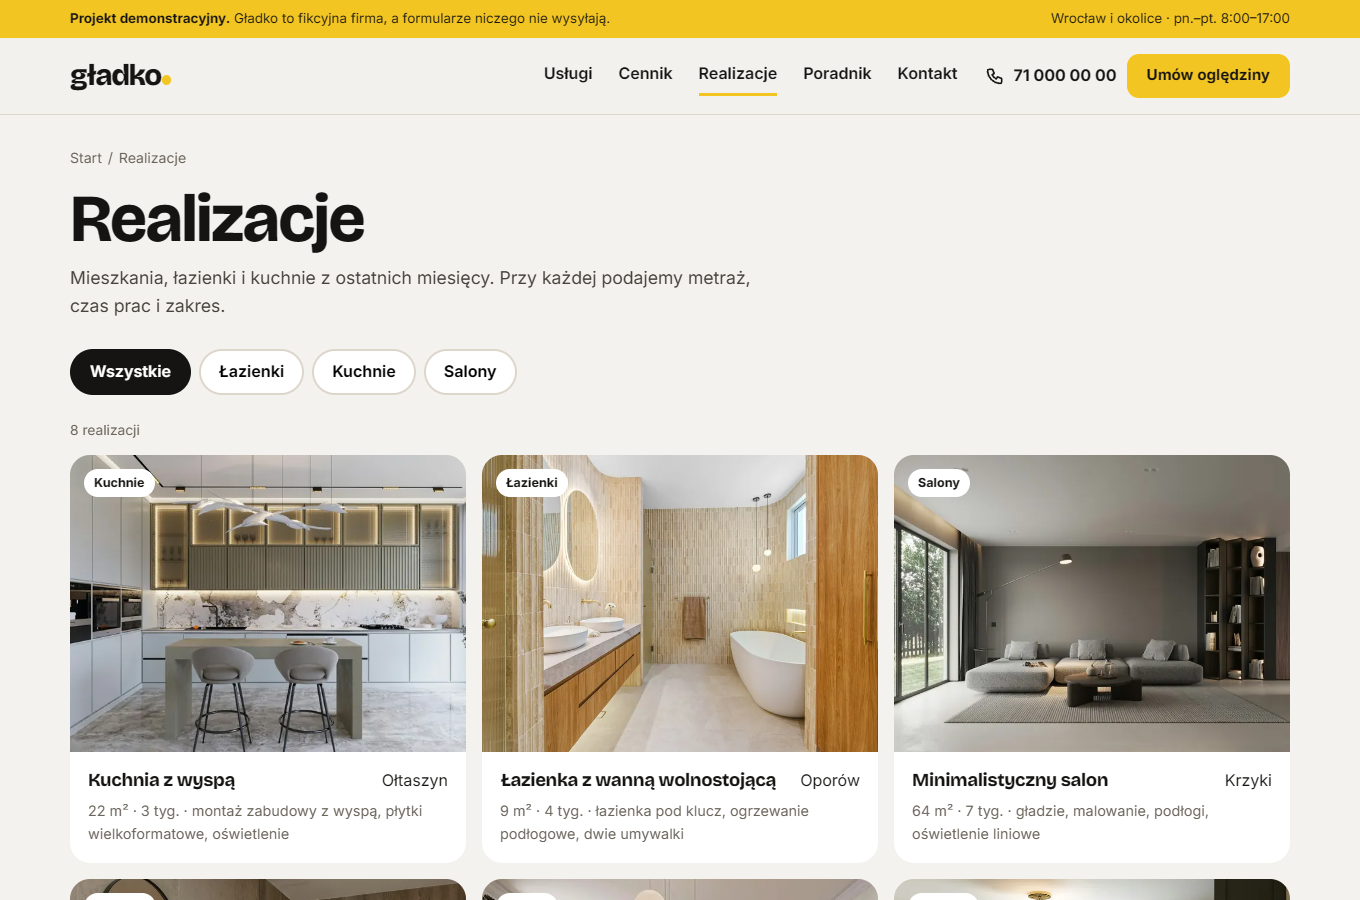 Projekt demonstracyjny. Gładko to fikcyjna firma, a formularze niczego nie wysyłają.
Wrocław i okolice · pn.–pt. 8:00–17:00
gładko.
Usługi
Cennik
Realizacje
Poradnik
Kontakt
71 000 00 00
Umów oględziny
Start / Realizacje
Realizacje
Mieszkania, łazienki i kuchnie z ostatnich miesięcy. Przy każdej podajemy metraż,
czas prac i zakres.
Wszystkie
Łazienki
Kuchnie
Salony
8 realizacji
Kuchnie
Łazienki
Salony
Kuchnia z wyspą
Ołtaszyn
22 m² · 3 tyg. · montaż zabudowy z wyspą, płytki
wielkoformatowe, oświetlenie
Łazienka z wanną wolnostojącą
Oporów
9 m² · 4 tyg. · łazienka pod klucz, ogrzewanie
podłogowe, dwie umywalki
Minimalistyczny salon
Krzyki
64 m² · 7 tyg. · gładzie, malowanie, podłogi,
oświetlenie liniowe